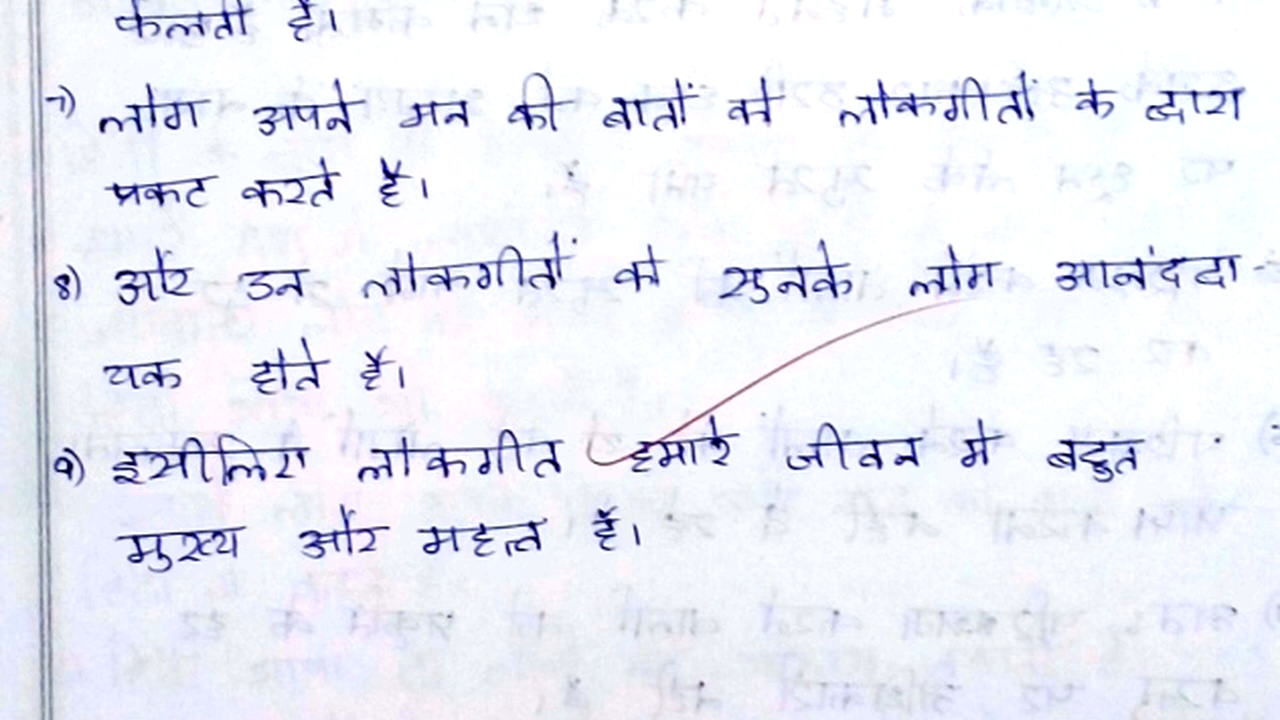 फैलती है।
7) लोग अपने मन की बातों को लोकगीतों के द्वारा
प्रकट करते हैं।
8) और उन लोकगीतों को सुनके लोग आनंददा-
यक होते हैं।
9) इसीलिए लोकगीत हमारे जीवन मे बहुत
मुख्य और महत्व हैं।